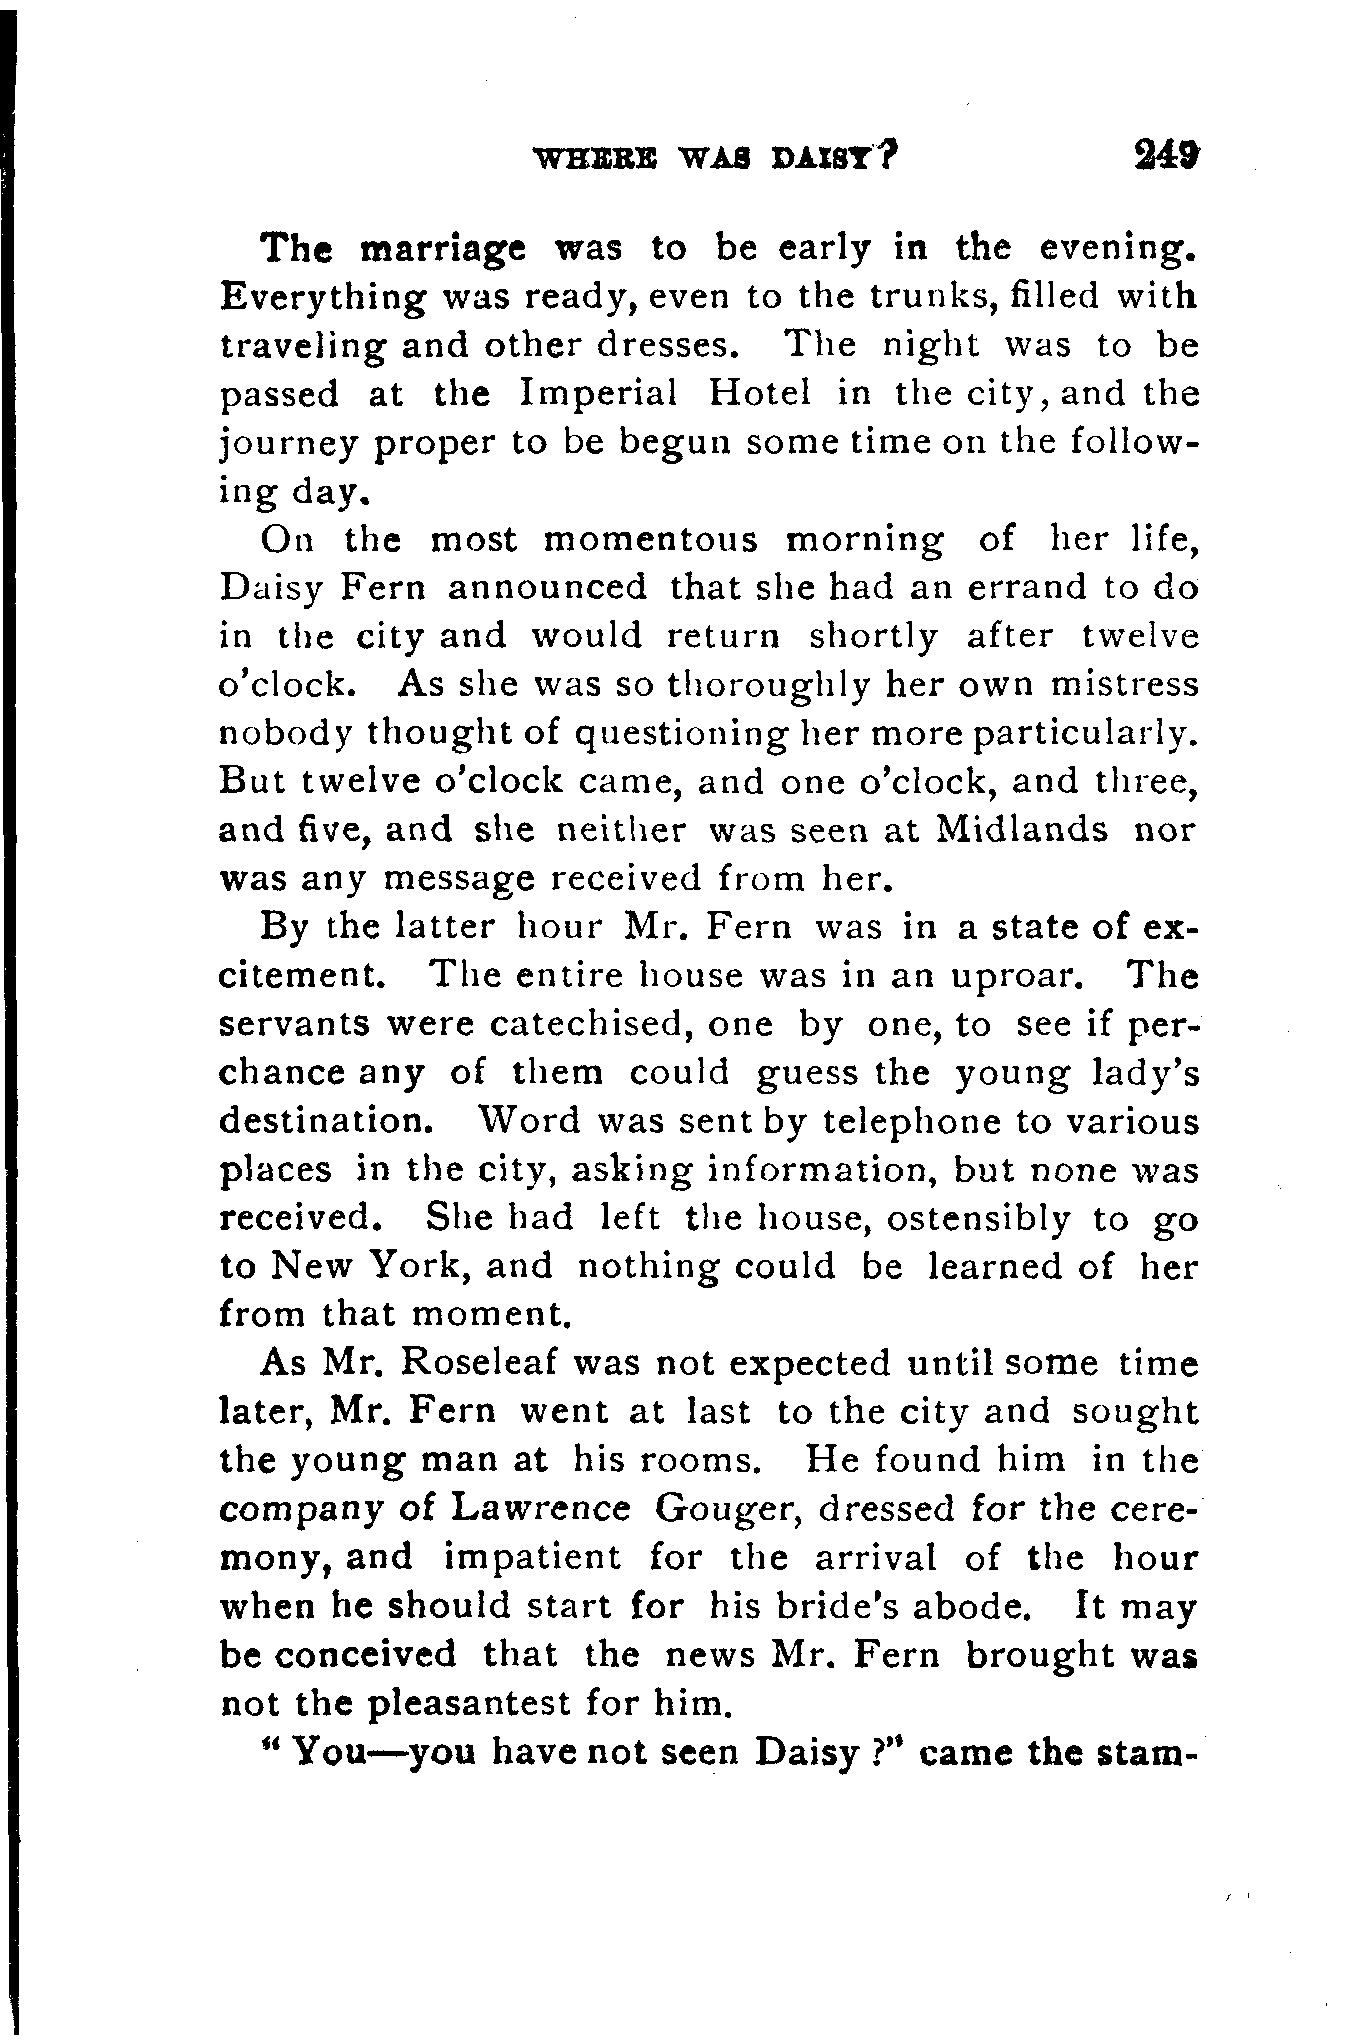 WHERE WAS DAISY? 249
The marriage was to be early in the evening.
Everything was ready, even to the trunks, filled with
traveling and other dresses. The night was to be
passed at the Imperial Hotel in the city, and the
journey proper to be begun some time on the follow-
ing day.
On the most momentous morning of her life,
Daisy Fern announced that she had an errand to do
in the city and would return shortly after twelve
o'clock. As she was so thoroughly her own mistress
nobody thought of questioning her more particularly.
But twelve o'clock came, and one o'clock, and three,
and five, and she neither was seen at Midlands nor
was any message received from her.
By the latter hour Mr. Fern was in a state of ex-
citement. The entire house was in an uproar. The
servants were catechised, one by one, to see if per-
chance any of them could guess the young lady's
destination. Word was sent by telephone to various
places in the city, asking information, but none was
received. She had left the house, ostensibly to go
to New York, and nothing could be learned of her
from that moment.
As Mr. Roseleaf was not expected until some time
later, Mr. Fern went at last to the city and sought
the young man at his rooms. He found him in the
company of Lawrence Gouger, dressed for the cere-
mony, and impatient for the arrival of the hour
when he should start for his bride's abode. It may
be conceived that the news Mr. Fern brought was
not the pleasantest for him.
" You—you have not seen Daisy ?" came the stam-